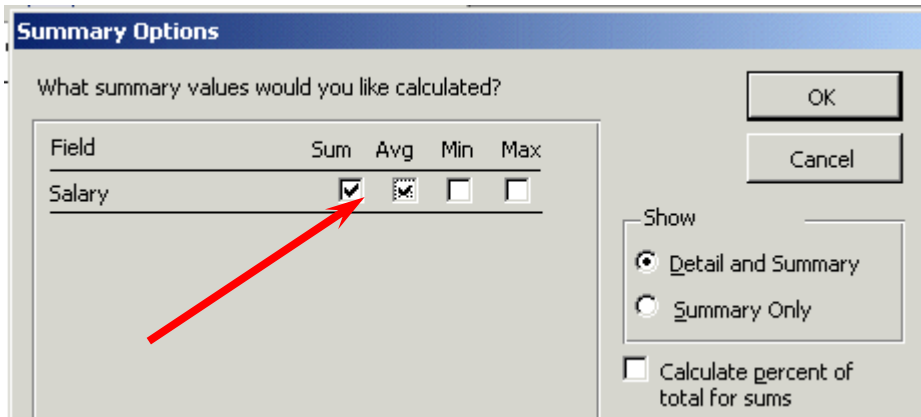 Summary Options
What summary values would you like calculated?
OK
Cancel
Field Sum Avg Min Max
Salary
Show
Detail and Summary
Summary Only
Calculate percent of
total for sums